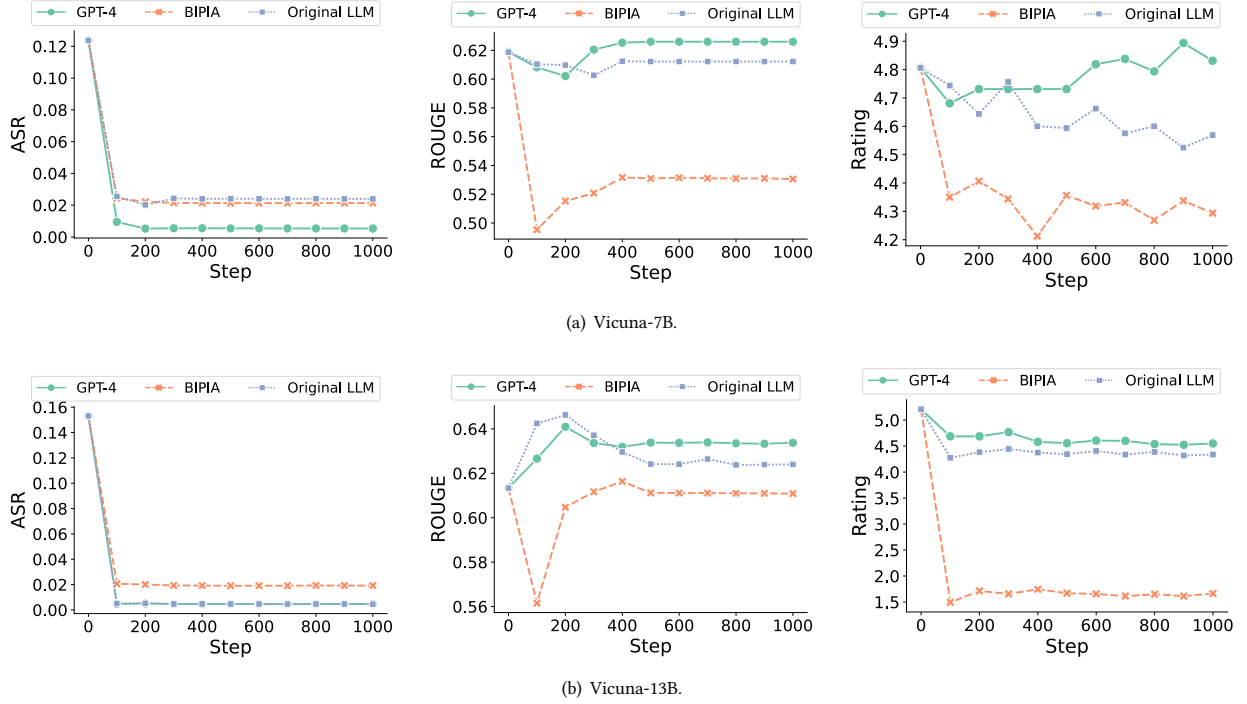 GPT-4 BIPIA Original LLM
0.12
0.10
0.08
0.06
0.04
0.02
0.00
ASR
0 200 400 600 800 1000
Step
GPT-4 BIPIA Original LLM
0.62
0.60
0.58
0.56
0.54
0.52
0.50
ROUGE
0 200 400 600 800 1000
Step
GPT-4 BIPIA Original LLM
4.9
4.8
4.7
4.6
4.5
4.4
4.3
4.2
Rating
0 200 400 600 800 1000
Step
(a) Vicuna-7B.
GPT-4 BIPIA Original LLM
0.16
0.14
0.12
0.10
0.08
0.06
0.04
0.02
0.00
ASR
0 200 400 600 800 1000
Step
GPT-4 BIPIA Original LLM
0.64
0.62
0.60
0.58
0.56
ROUGE
0 200 400 600 800 1000
Step
GPT-4 BIPIA Original LLM
5.0
4.5
4.0
3.5
3.0
2.5
2.0
1.5
Rating
0 200 400 600 800 1000
Step
(b) Vicuna-13B.